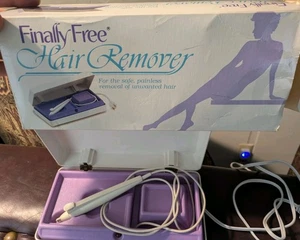 Finally Free®
Hair Remover
For the safe, painless
removal of unwanted hair